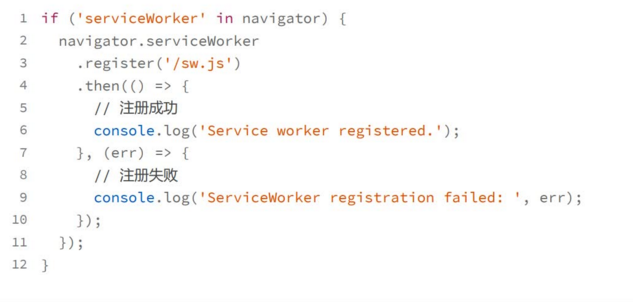 1 if ('serviceWorker' in navigator) {
2   navigator.serviceWorker
3     .register('/sw.js')
4     .then(() => {
5       // 注册成功
6       console.log('Service worker registered.');
7     }, (err) => {
8       // 注册失败
9       console.log('ServiceWorker registration failed: ', err);
10     });
11   });
12 }